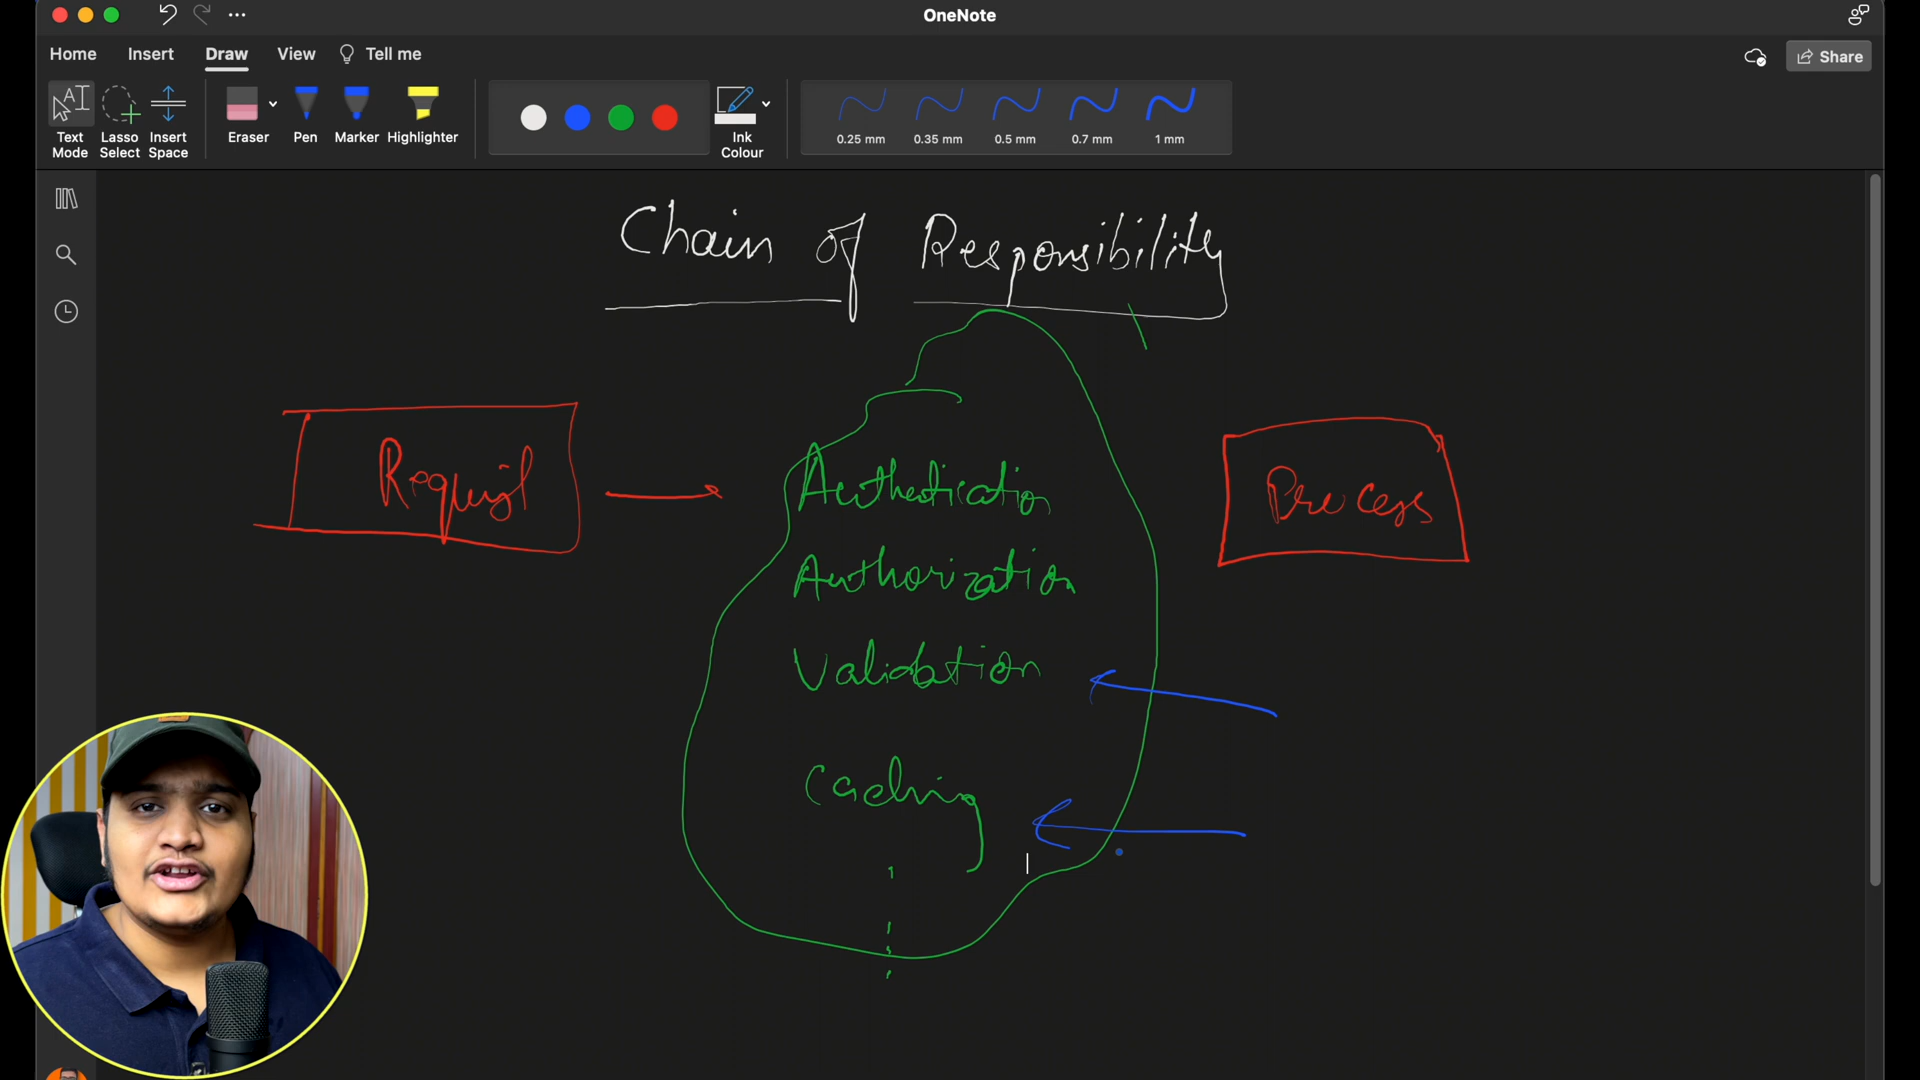 OneNote
Home Insert Draw View Tell me
Share
Text Mode
Lasso Select
Insert Space
Eraser
Pen
Marker
Highlighter
Ink Colour
0.25 mm
0.35 mm
0.5 mm
0.7 mm
1 mm
Chain of Responsibility
Request
Authentication
Authorization
Validation
Caching
Process